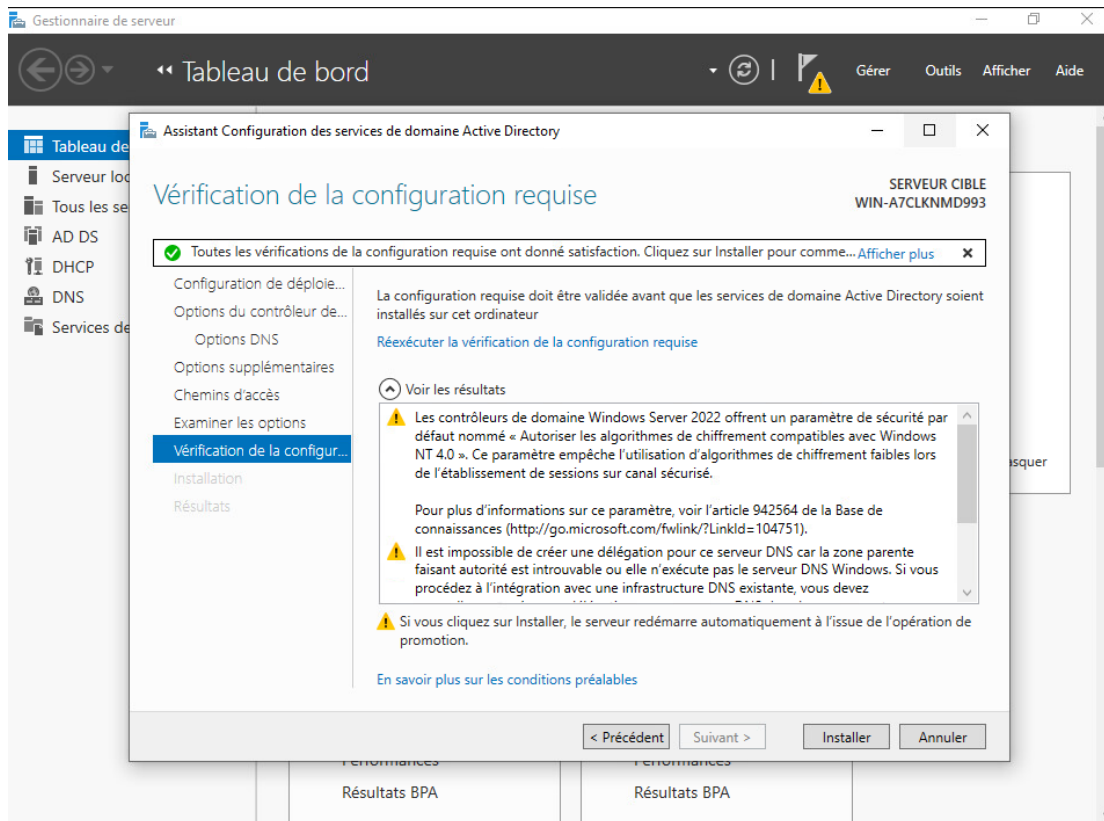 Gestionnaire de serveur
Tableau de bord
Gérer Outils Afficher Aide
Tableau de
Serveur loc
Tous les se
AD DS
DHCP
DNS
Services de
Assistant Configuration des services de domaine Active Directory
Vérification de la configuration requise
SERVEUR CIBLE
WIN-A7CLKNMD993
Toutes les vérifications de la configuration requise ont donné satisfaction. Cliquez sur Installer pour comme... Afficher plus
Configuration de déploie...
Options du contrôleur de...
Options DNS
Options supplémentaires
Chemins d'accès
Examiner les options
Vérification de la configur...
Installation
Résultats
La configuration requise doit être validée avant que les services de domaine Active Directory soient
installés sur cet ordinateur
Réexécuter la vérification de la configuration requise
Voir les résultats
Les contrôleurs de domaine Windows Server 2022 offrent un paramètre de sécurité par
défaut nommé « Autoriser les algorithmes de chiffrement compatibles avec Windows
NT 4.0 ». Ce paramètre empêche l'utilisation d'algorithmes de chiffrement faibles lors
de l'établissement de sessions sur canal sécurisé.
Pour plus d'informations sur ce paramètre, voir l'article 942564 de la Base de
connaissances (http://go.microsoft.com/fwlink/?LinkId=104751).
Il est impossible de créer une délégation pour ce serveur DNS car la zone parente
faisant autorité est introuvable ou elle n'exécute pas le serveur DNS Windows. Si vous
procédez à l'intégration avec une infrastructure DNS existante, vous devez
Si vous cliquez sur Installer, le serveur redémarre automatiquement à l'issue de l'opération de
promotion.
En savoir plus sur les conditions préalables
< Précédent Suivant > Installer Annuler
asquer
Performances Performances
Résultats BPA Résultats BPA